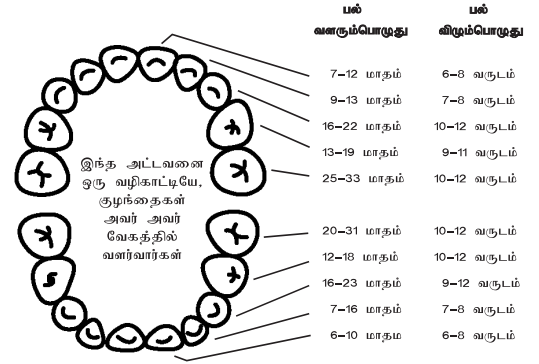 பல் பல்
வளரும்பொழுது விழும்பொழுது
7–12 மாதம் 6–8 வருடம்
9–13 மாதம் 7–8 வருடம்
16–22 மாதம் 10–12 வருடம்
13–19 மாதம் 9–11 வருடம்
25–33 மாதம் 10–12 வருடம்
இந்த அட்டவனை
ஒரு வழிகாட்டியே,
குழந்தைகள்
அவர் அவர்
வேகத்தில்
வளர்வார்கள்
20–31 மாதம் 10–12 வருடம்
12–18 மாதம் 10–12 வருடம்
16–23 மாதம் 9–12 வருடம்
7–16 மாதம் 7–8 வருடம்
6–10 மாதம 6–8 வருடம்